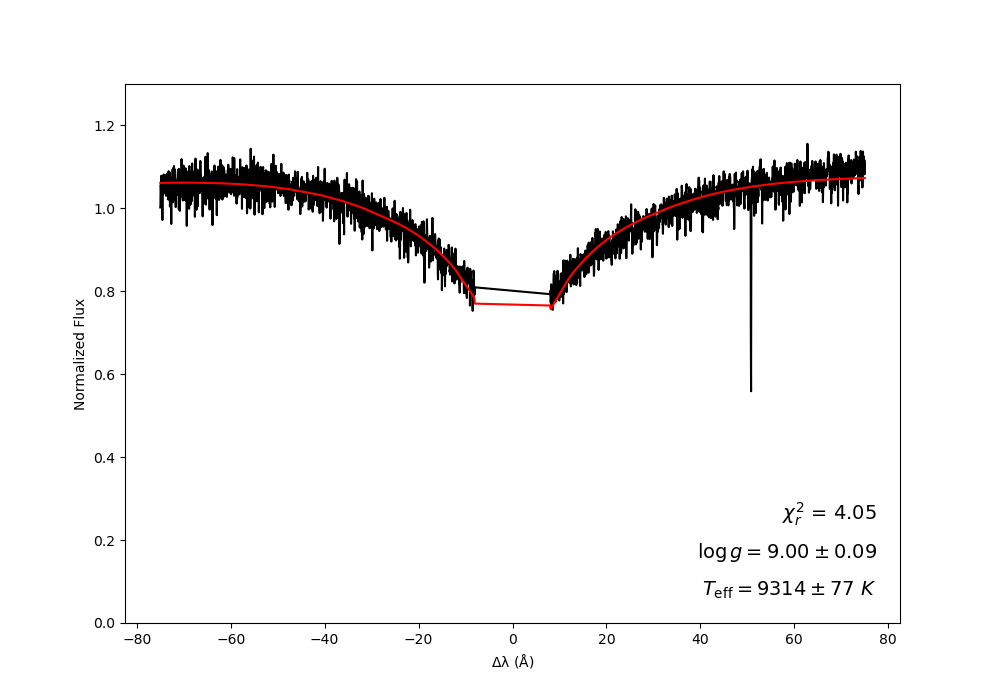 1.2
1.0
0.8
0.6
0.4
0.2
0.0
Normalized Flux
χ²ᵣ = 4.05
log g = 9.00 ± 0.09
T_eff = 9314 ± 77 K
−80 −60 −40 −20 0 20 40 60 80
Δλ (Å)